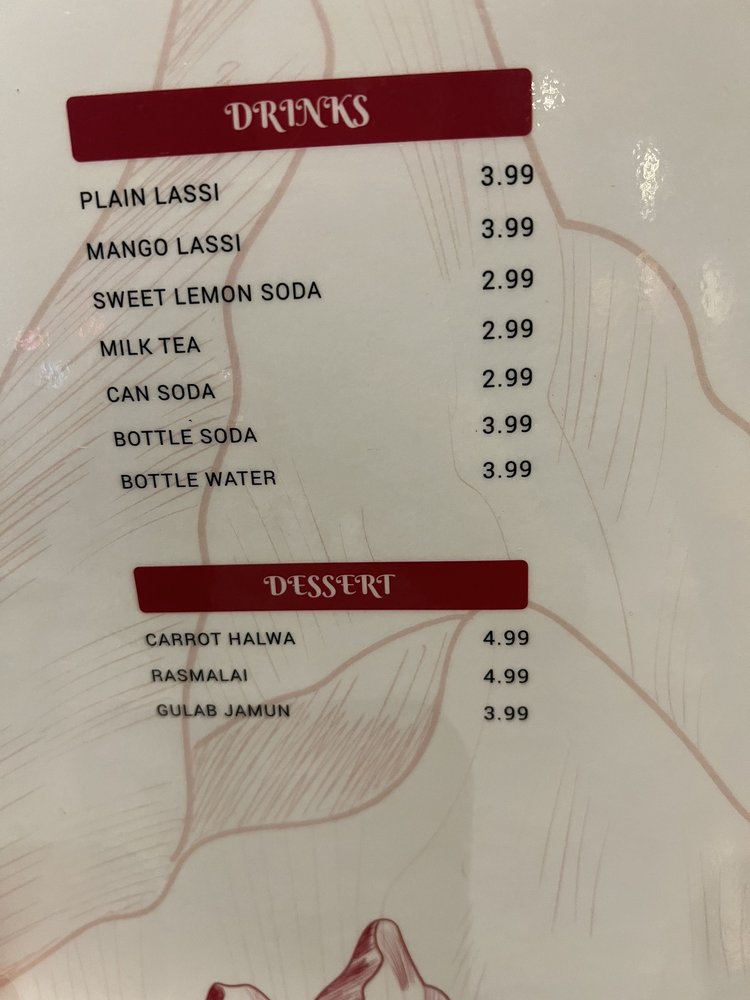 DRINKS
PLAIN LASSI 3.99
MANGO LASSI 3.99
SWEET LEMON SODA 2.99
MILK TEA 2.99
CAN SODA 2.99
BOTTLE SODA 3.99
BOTTLE WATER 3.99
DESSERT
CARROT HALWA 4.99
RASMALAI 4.99
GULAB JAMUN 3.99